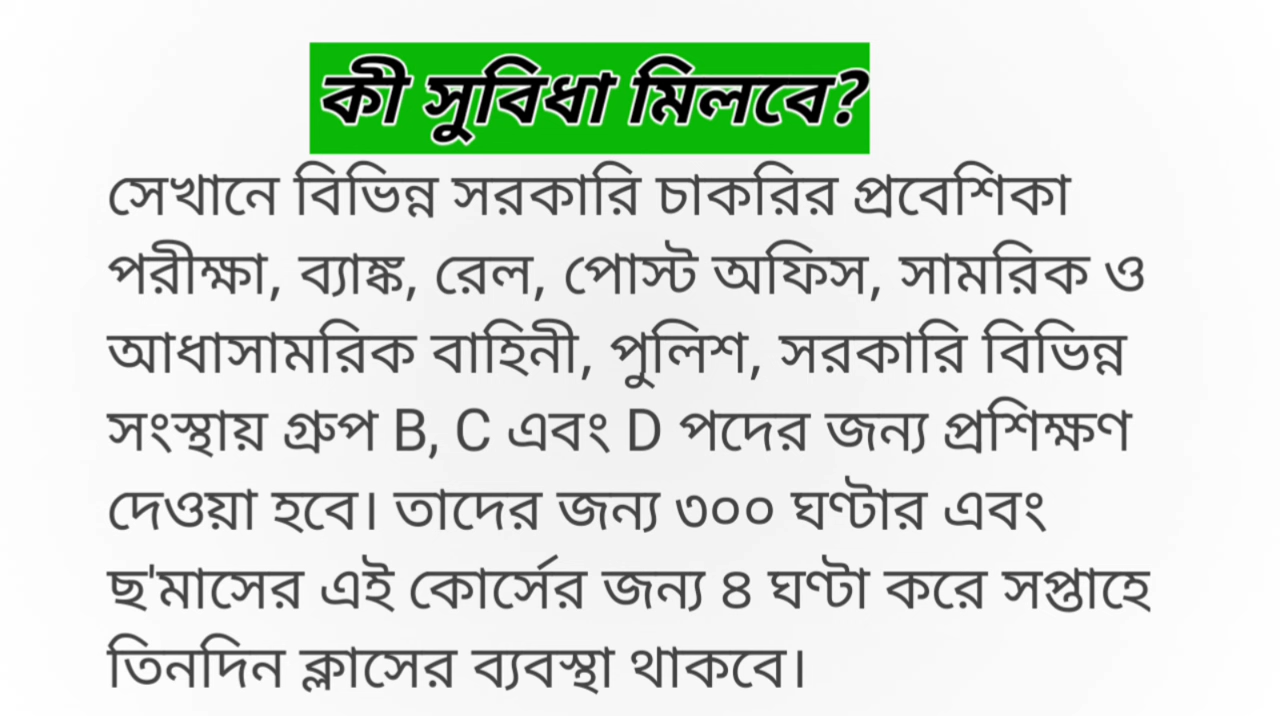 কী সুবিধা মিলবে?
সেখানে বিভিন্ন সরকারি চাকরির প্রবেশিকা
পরীক্ষা, ব্যাঙ্ক, রেল, পোস্ট অফিস, সামরিক ও
আধাসামরিক বাহিনী, পুলিশ, সরকারি বিভিন্ন
সংস্থায় গ্রুপ B, C এবং D পদের জন্য প্রশিক্ষণ
দেওয়া হবে। তাদের জন্য ৩০০ ঘণ্টার এবং
ছ'মাসের এই কোর্সের জন্য ৪ ঘণ্টা করে সপ্তাহে
তিনদিন ক্লাসের ব্যবস্থা থাকবে।